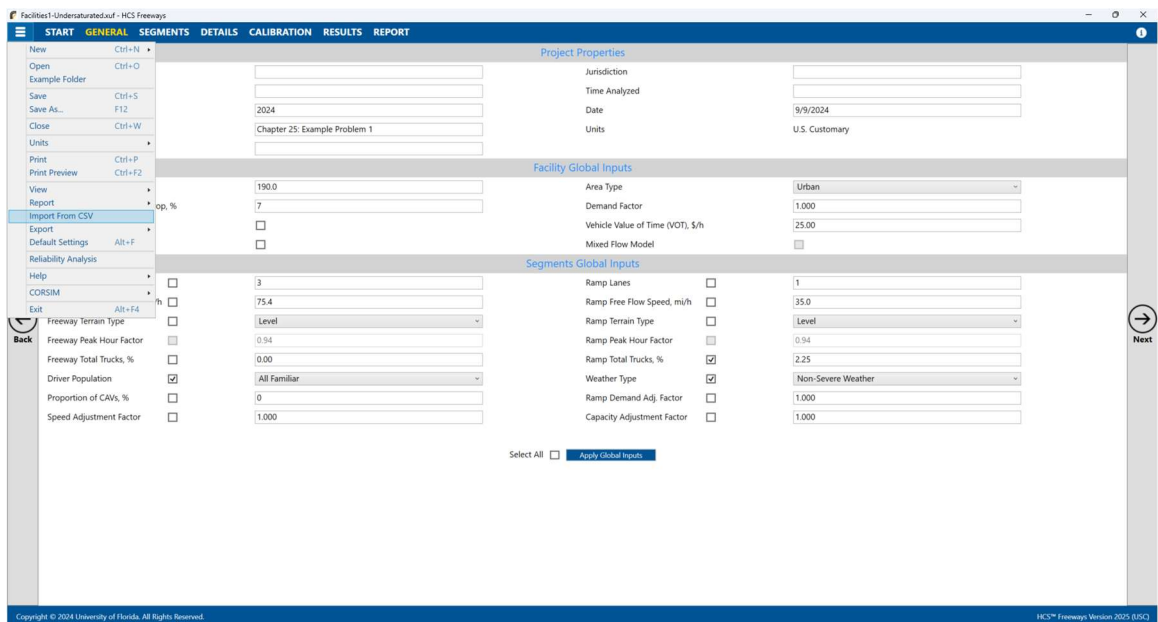 Facilities1-Undersaturated.xuf - HCS Freeways
START GENERAL SEGMENTS DETAILS CALIBRATION RESULTS REPORT
New Ctrl+N
Open Ctrl+O
Example Folder
Save Ctrl+S
Save As... F12
Close Ctrl+W
Units
Print Ctrl+P
Print Preview Ctrl+F2
View
Report
Import From CSV
Export
Default Settings Alt+F
Reliability Analysis
Help
CORSIM
Exit Alt+F4
Project Properties
Jurisdiction
Time Analyzed
2024 Date 9/9/2024
Chapter 25: Example Problem 1 Units U.S. Customary
Facility Global Inputs
190.0 Area Type Urban
op, % 7 Demand Factor 1.000
Vehicle Value of Time (VOT), $/h 25.00
Mixed Flow Model
Segments Global Inputs
3 Ramp Lanes 1
/h 75.4 Ramp Free Flow Speed, mi/h 35.0
Freeway Terrain Type Level Ramp Terrain Type Level
Back Freeway Peak Hour Factor 0.94 Ramp Peak Hour Factor 0.94 Next
Freeway Total Trucks, % 0.00 Ramp Total Trucks, % 2.25
Driver Population All Familiar Weather Type Non-Severe Weather
Proportion of CAVs, % 0 Ramp Demand Adj. Factor 1.000
Speed Adjustment Factor 1.000 Capacity Adjustment Factor 1.000
Select All Apply Global Inputs
Copyright © 2024 University of Florida. All Rights Reserved. HCS™ Freeways Version 2025 (USC)